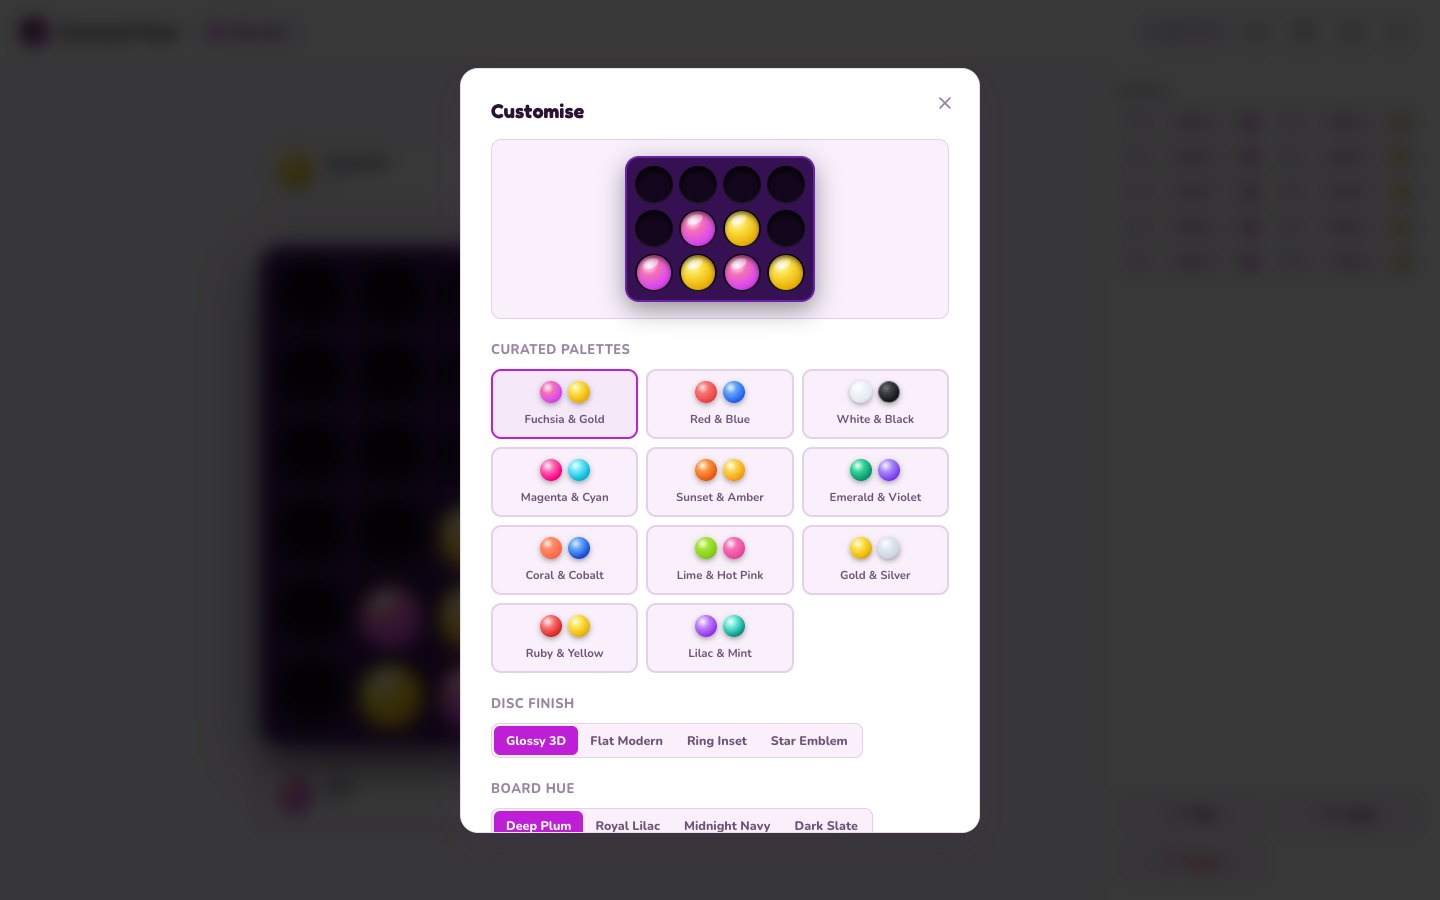 Customise
CURATED PALETTES
Fuchsia & Gold
Red & Blue
White & Black
Magenta & Cyan
Sunset & Amber
Emerald & Violet
Coral & Cobalt
Lime & Hot Pink
Gold & Silver
Ruby & Yellow
Lilac & Mint
DISC FINISH
Glossy 3D Flat Modern Ring Inset Star Emblem
BOARD HUE
Deep Plum Royal Lilac Midnight Navy Dark Slate